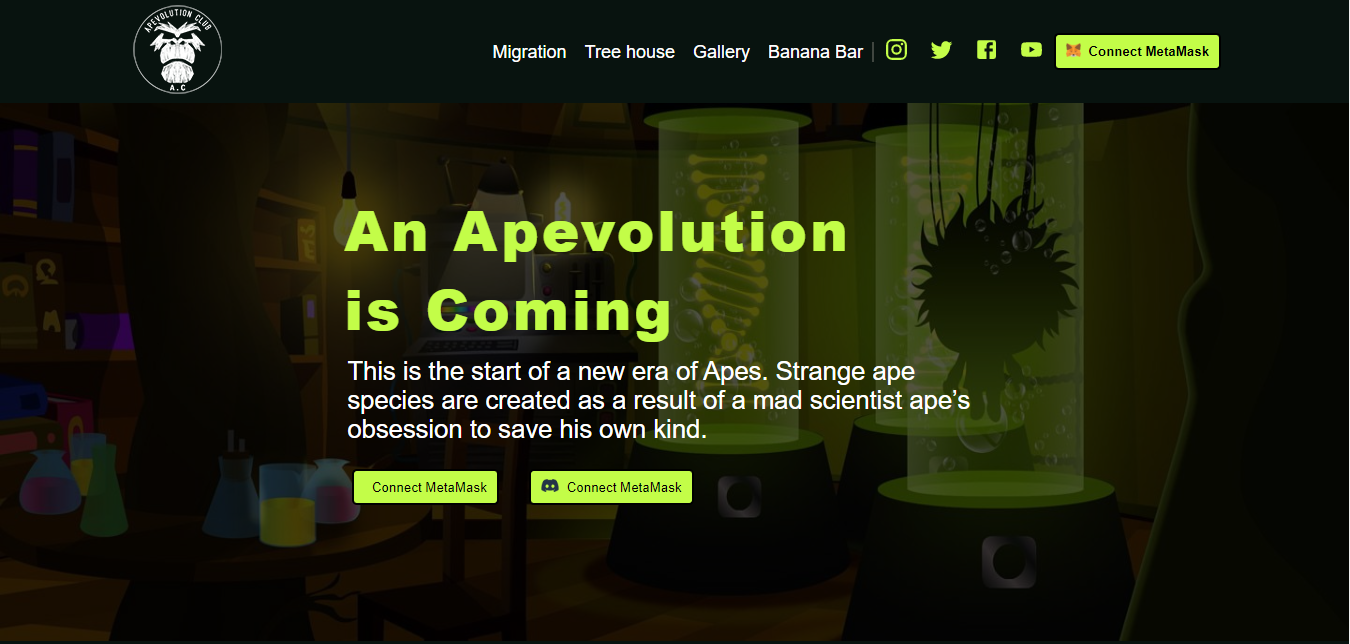 APEVOLUTION CLUB
A.C
Migration Tree house Gallery Banana Bar | Connect MetaMask
An Apevolution
is Coming
This is the start of a new era of Apes. Strange ape
species are created as a result of a mad scientist ape’s
obsession to save his own kind.
Connect MetaMask Connect MetaMask